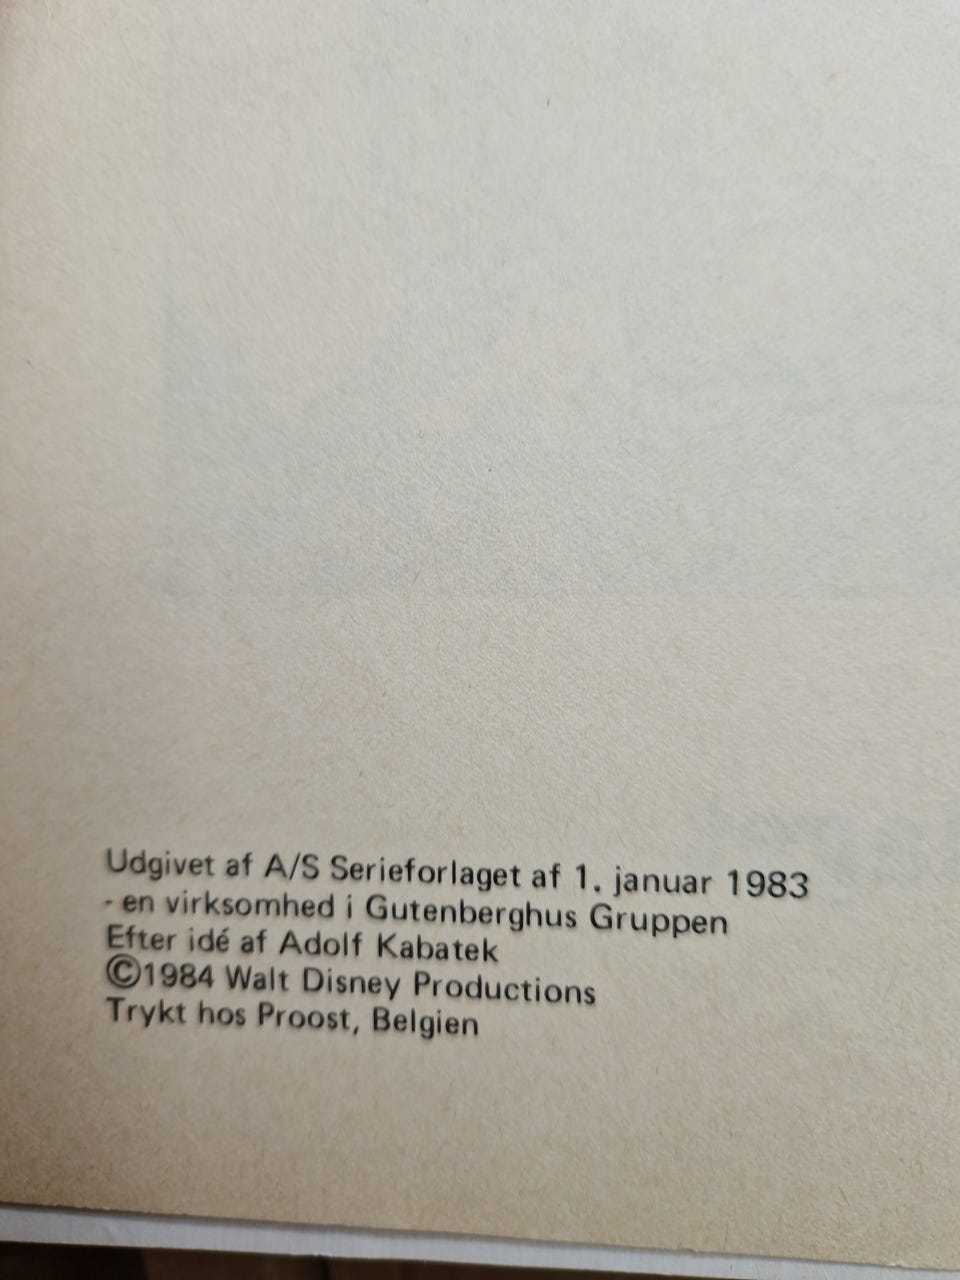 Udgivet af A/S Serieforlaget af 1. januar 1983
- en virksomhed i Gutenberghus Gruppen
Efter idé af Adolf Kabatek
©1984 Walt Disney Productions
Trykt hos Proost, Belgien